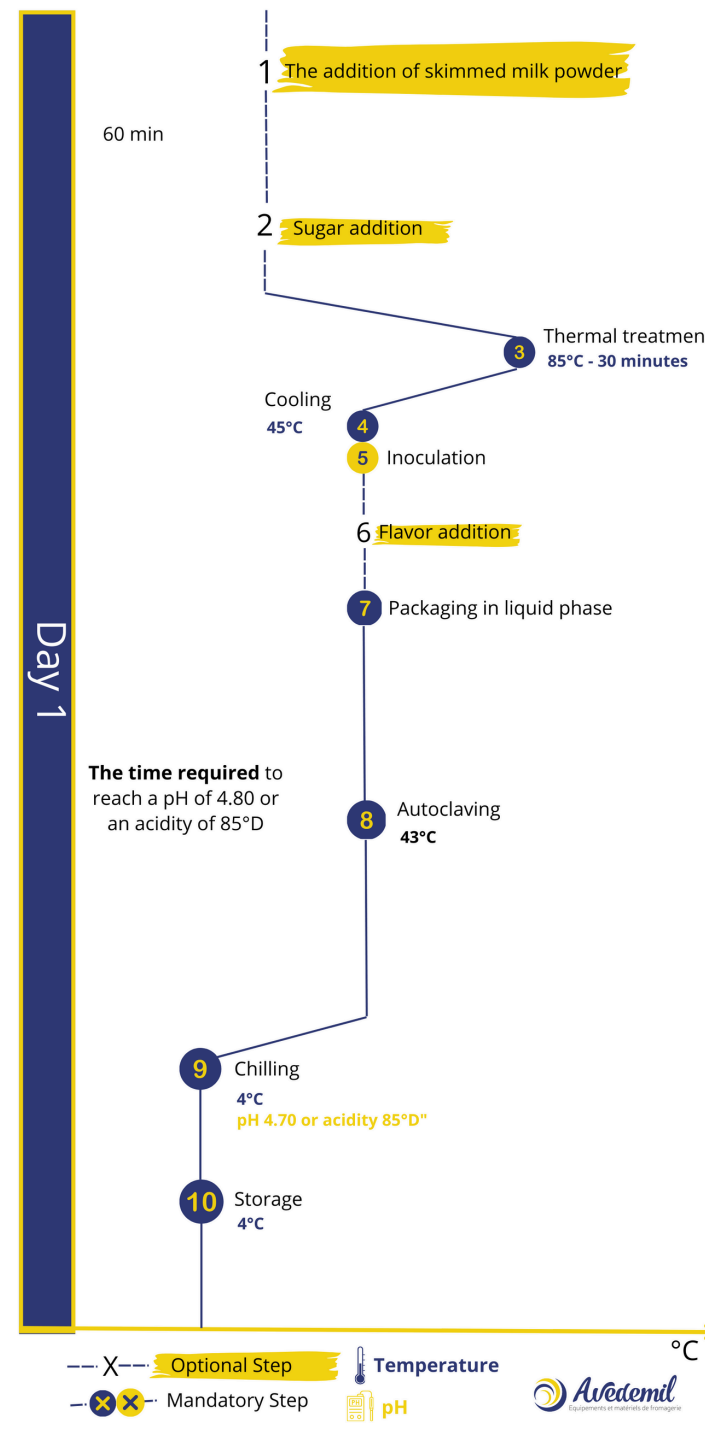 1 The addition of skimmed milk powder
60 min
2 Sugar addition
3 Thermal treatmen
85°C - 30 minutes
Cooling
45°C
4
5 Inoculation
6 Flavor addition
7 Packaging in liquid phase
Day 1
The time required to
reach a pH of 4.80 or
an acidity of 85°D
8 Autoclaving
43°C
9 Chilling
4°C
pH 4.70 or acidity 85°D"
10 Storage
4°C
°C
X Optional Step
Temperature
Mandatory Step
PH
pH
Avedemil
Equipements et matériels de fromagerie